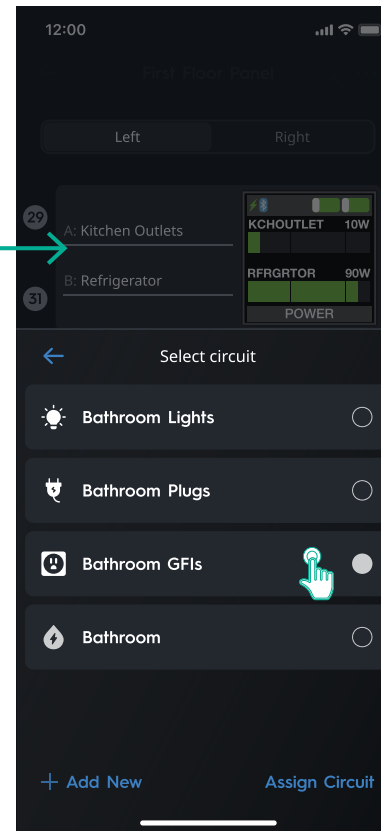 12:00
First Floor Panel
Left
Right
29
A: Kitchen Outlets
KCHOUTLET 10W
B: Refrigerator
RFRGRTOR 90W
31
POWER
Select circuit
Bathroom Lights
Bathroom Plugs
Bathroom GFIs
Bathroom
+ Add New
Assign Circuit